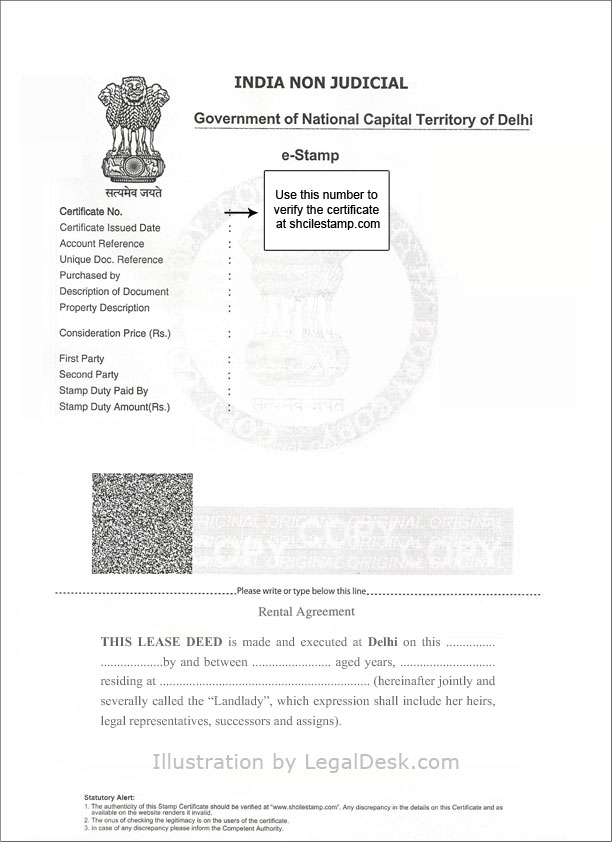 INDIA NON JUDICIAL
Government of National Capital Territory of Delhi
e-Stamp
सत्यमेव जयते
Use this number to
verify the certificate
at shcilestamp.com
Certificate No. :
Certificate Issued Date :
Account Reference :
Unique Doc. Reference :
Purchased by :
Description of Document :
Property Description :
Consideration Price (Rs.) :
First Party :
Second Party :
Stamp Duty Paid By :
Stamp Duty Amount(Rs.) :
सत्यमेव जयते
ORIGINAL ORIGINAL ORIGINAL
COPY COPY COPY
Please write or type below this line
Rental Agreement
THIS LEASE DEED is made and executed at Delhi on this ...............
...................by and between ....................... aged years, ............................
residing at .............................................................. (hereinafter jointly and
severally called the “Landlady”, which expression shall include her heirs,
legal representatives, successors and assigns).
Illustration by LegalDesk.com
Statutory Alert:
1. The authenticity of this Stamp Certificate should be verified at "www.shcilestamp.com". Any discrepancy in the details on this Certificate and as
available on the website renders it invalid.
2. The onus of checking the legitimacy is on the users of the certificate.
3. In case of any discrepancy please inform the Competent Authority.